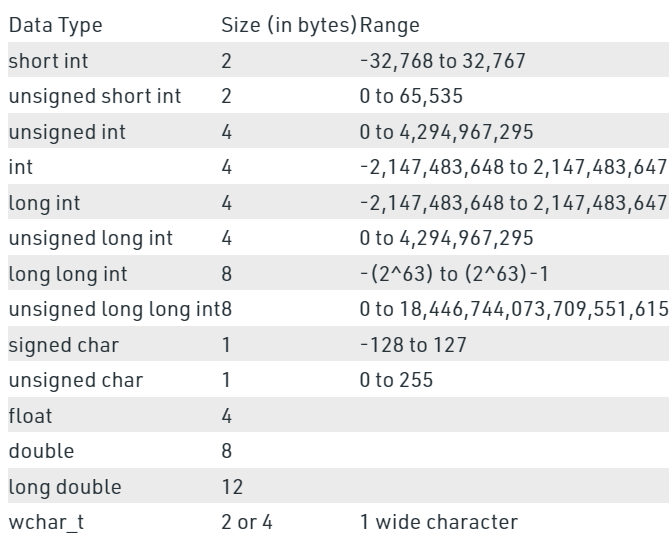 Data Type Size (in bytes) Range
short int 2 -32,768 to 32,767
unsigned short int 2 0 to 65,535
unsigned int 4 0 to 4,294,967,295
int 4 -2,147,483,648 to 2,147,483,647
long int 4 -2,147,483,648 to 2,147,483,647
unsigned long int 4 0 to 4,294,967,295
long long int 8 -(2^63) to (2^63)-1
unsigned long long int 8 0 to 18,446,744,073,709,551,615
signed char 1 -128 to 127
unsigned char 1 0 to 255
float 4
double 8
long double 12
wchar_t 2 or 4 1 wide character